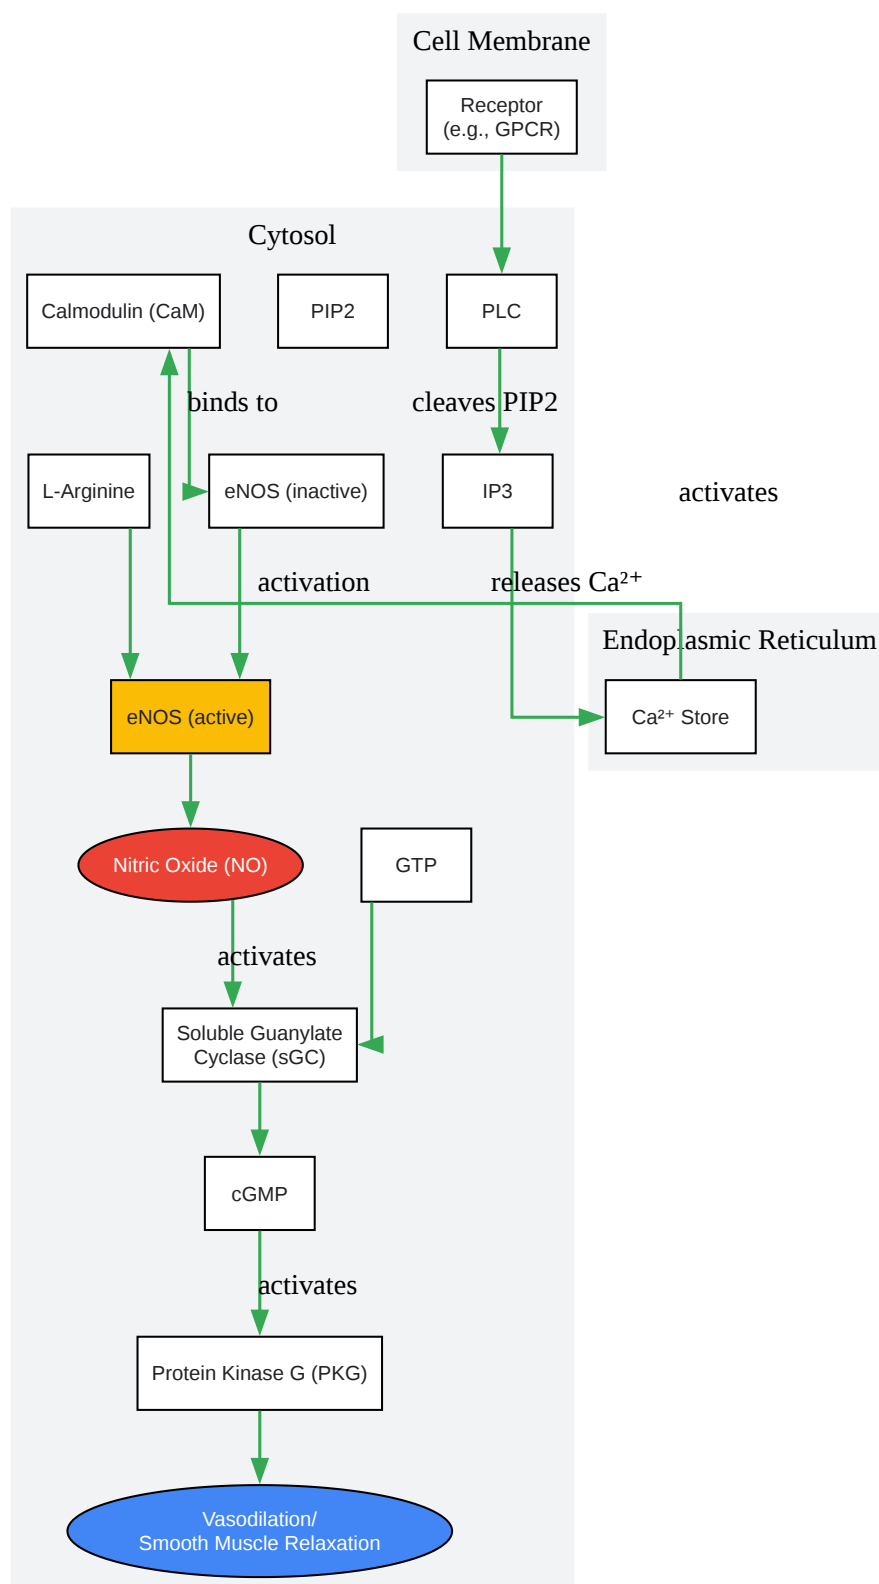 Cell Membrane
Receptor
(e.g., GPCR)
Cytosol
Calmodulin (CaM)
PIP2
PLC
binds to
cleaves PIP2
L-Arginine
eNOS (inactive)
IP3
activates
activation
releases Ca²⁺
Endoplasmic Reticulum
eNOS (active)
Ca²⁺ Store
Nitric Oxide (NO)
GTP
activates
Soluble Guanylate
Cyclase (sGC)
cGMP
activates
Protein Kinase G (PKG)
Vasodilation/
Smooth Muscle Relaxation